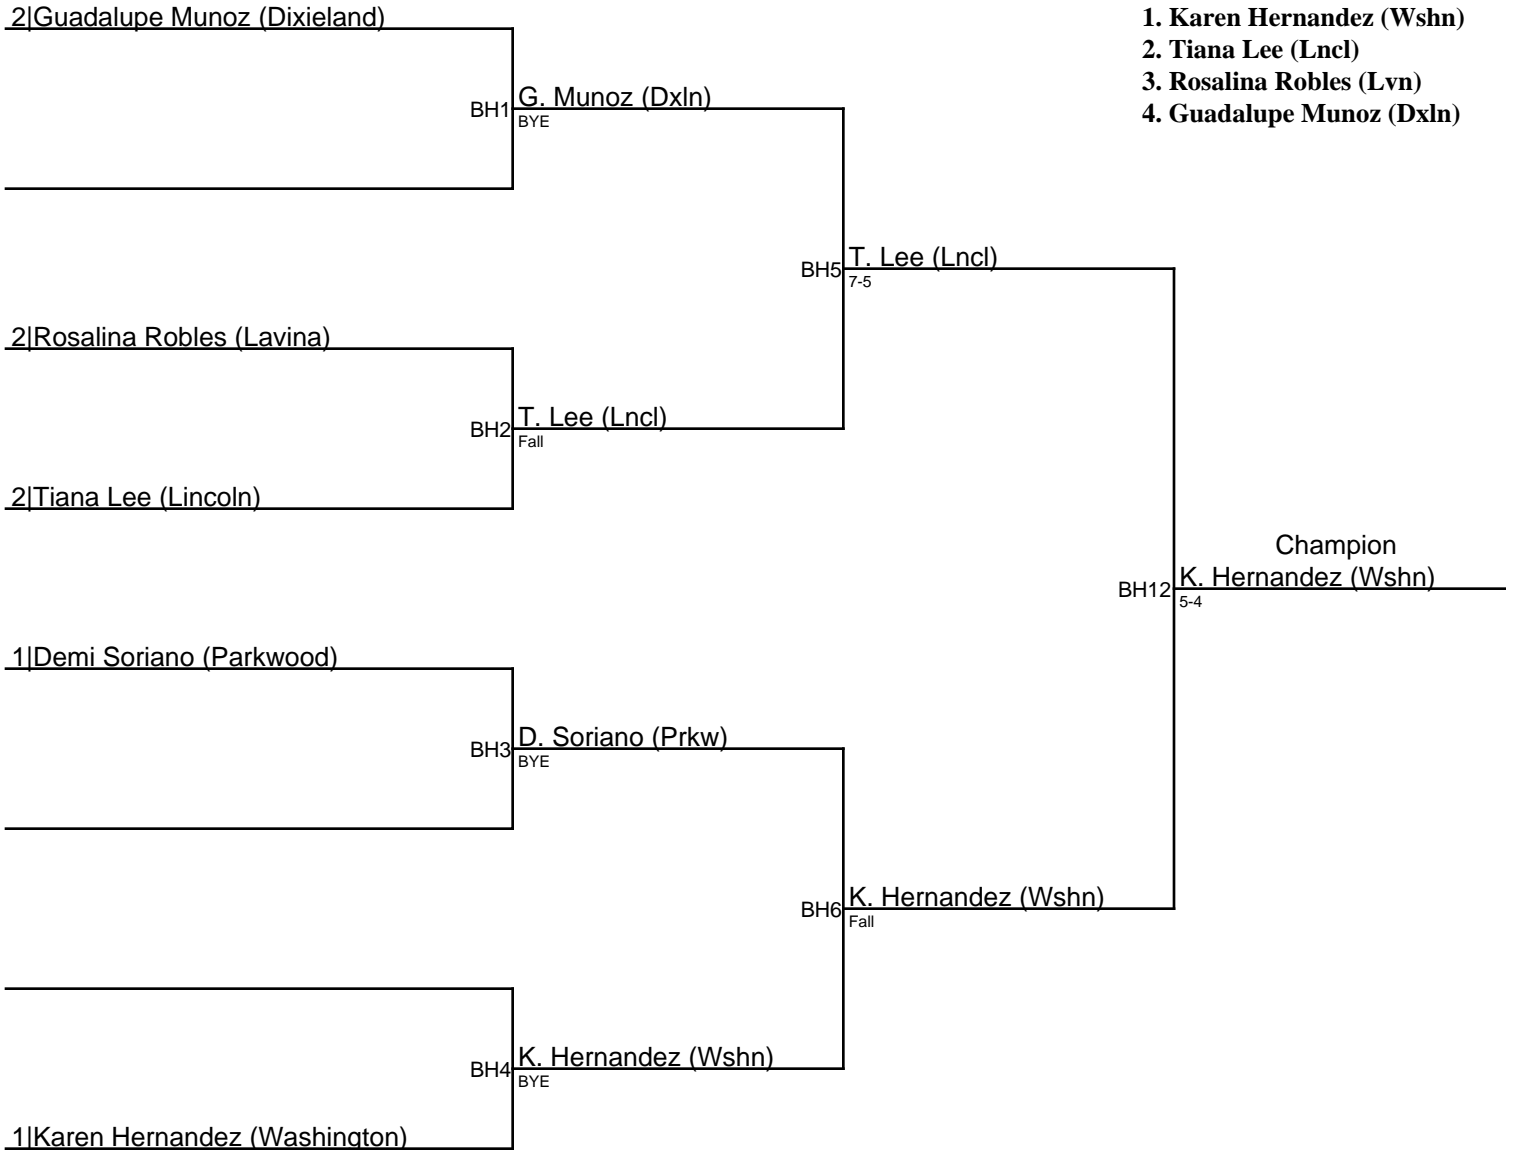 2|Guadalupe Munoz (Dixieland)
1. Karen Hernandez (Wshn)
2. Tiana Lee (Lncl)
3. Rosalina Robles (Lvn)
4. Guadalupe Munoz (Dxln)
BH1 G. Munoz (Dxln)
BYE
BH5 T. Lee (Lncl)
7-5
2|Rosalina Robles (Lavina)
BH2 T. Lee (Lncl)
Fall
2|Tiana Lee (Lincoln)
Champion
BH12 K. Hernandez (Wshn)
5-4
1|Demi Soriano (Parkwood)
BH3 D. Soriano (Prkw)
BYE
BH6 K. Hernandez (Wshn)
Fall
BH4 K. Hernandez (Wshn)
BYE
1|Karen Hernandez (Washington)